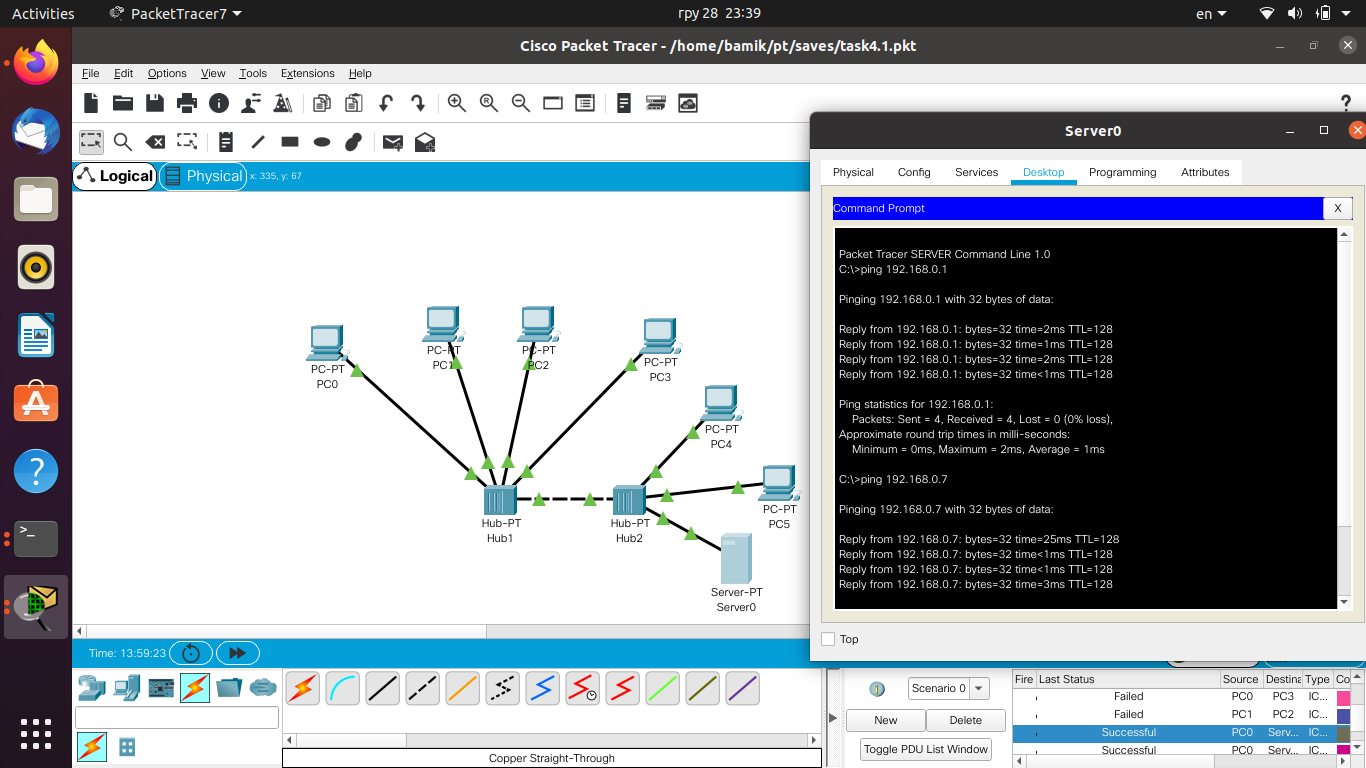 Activities
PacketTracer7
гру 28 23:39
en
Cisco Packet Tracer - /home/bamik/pt/saves/task4.1.pkt
File Edit Options View Tools Extensions Help
?
Logical
Physical
x: 335, y: 67
PC-PT
PC0
PC-PT
PC1
PC-PT
PC2
PC-PT
PC3
PC-PT
PC4
PC-PT
PC5
Hub-PT
Hub1
Hub-PT
Hub2
Server-PT
Server0
Server0
Physical Config Services Desktop Programming Attributes
Command Prompt
X
Packet Tracer SERVER Command Line 1.0
C:\>ping 192.168.0.1
Pinging 192.168.0.1 with 32 bytes of data:
Reply from 192.168.0.1: bytes=32 time=2ms TTL=128
Reply from 192.168.0.1: bytes=32 time=1ms TTL=128
Reply from 192.168.0.1: bytes=32 time=2ms TTL=128
Reply from 192.168.0.1: bytes=32 time<1ms TTL=128
Ping statistics for 192.168.0.1:
Packets: Sent = 4, Received = 4, Lost = 0 (0% loss),
Approximate round trip times in milli-seconds:
Minimum = 0ms, Maximum = 2ms, Average = 1ms
C:\>ping 192.168.0.7
Pinging 192.168.0.7 with 32 bytes of data:
Reply from 192.168.0.7: bytes=32 time=25ms TTL=128
Reply from 192.168.0.7: bytes=32 time<1ms TTL=128
Reply from 192.168.0.7: bytes=32 time<1ms TTL=128
Reply from 192.168.0.7: bytes=32 time=3ms TTL=128
Top
Time: 13:59:23
Copper Straight-Through
Scenario 0
New
Delete
Toggle PDU List Window
Fire Last Status Source Destina Type Co
Failed PC0 PC3 IC...
Failed PC1 PC2 IC...
Successful PC0 Serv... IC...
Successful PC0 Serv... IC...